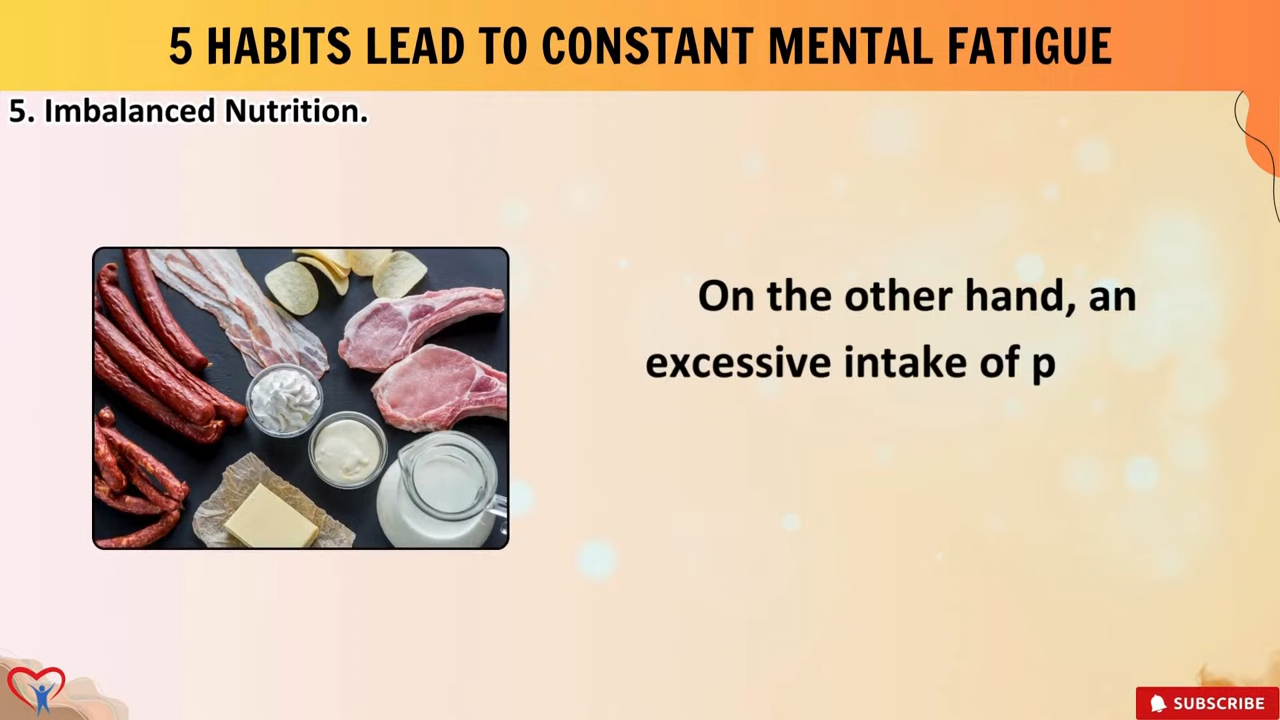 5 HABITS LEAD TO CONSTANT MENTAL FATIGUE
5. Imbalanced Nutrition.
On the other hand, an
excessive intake of p
SUBSCRIBE